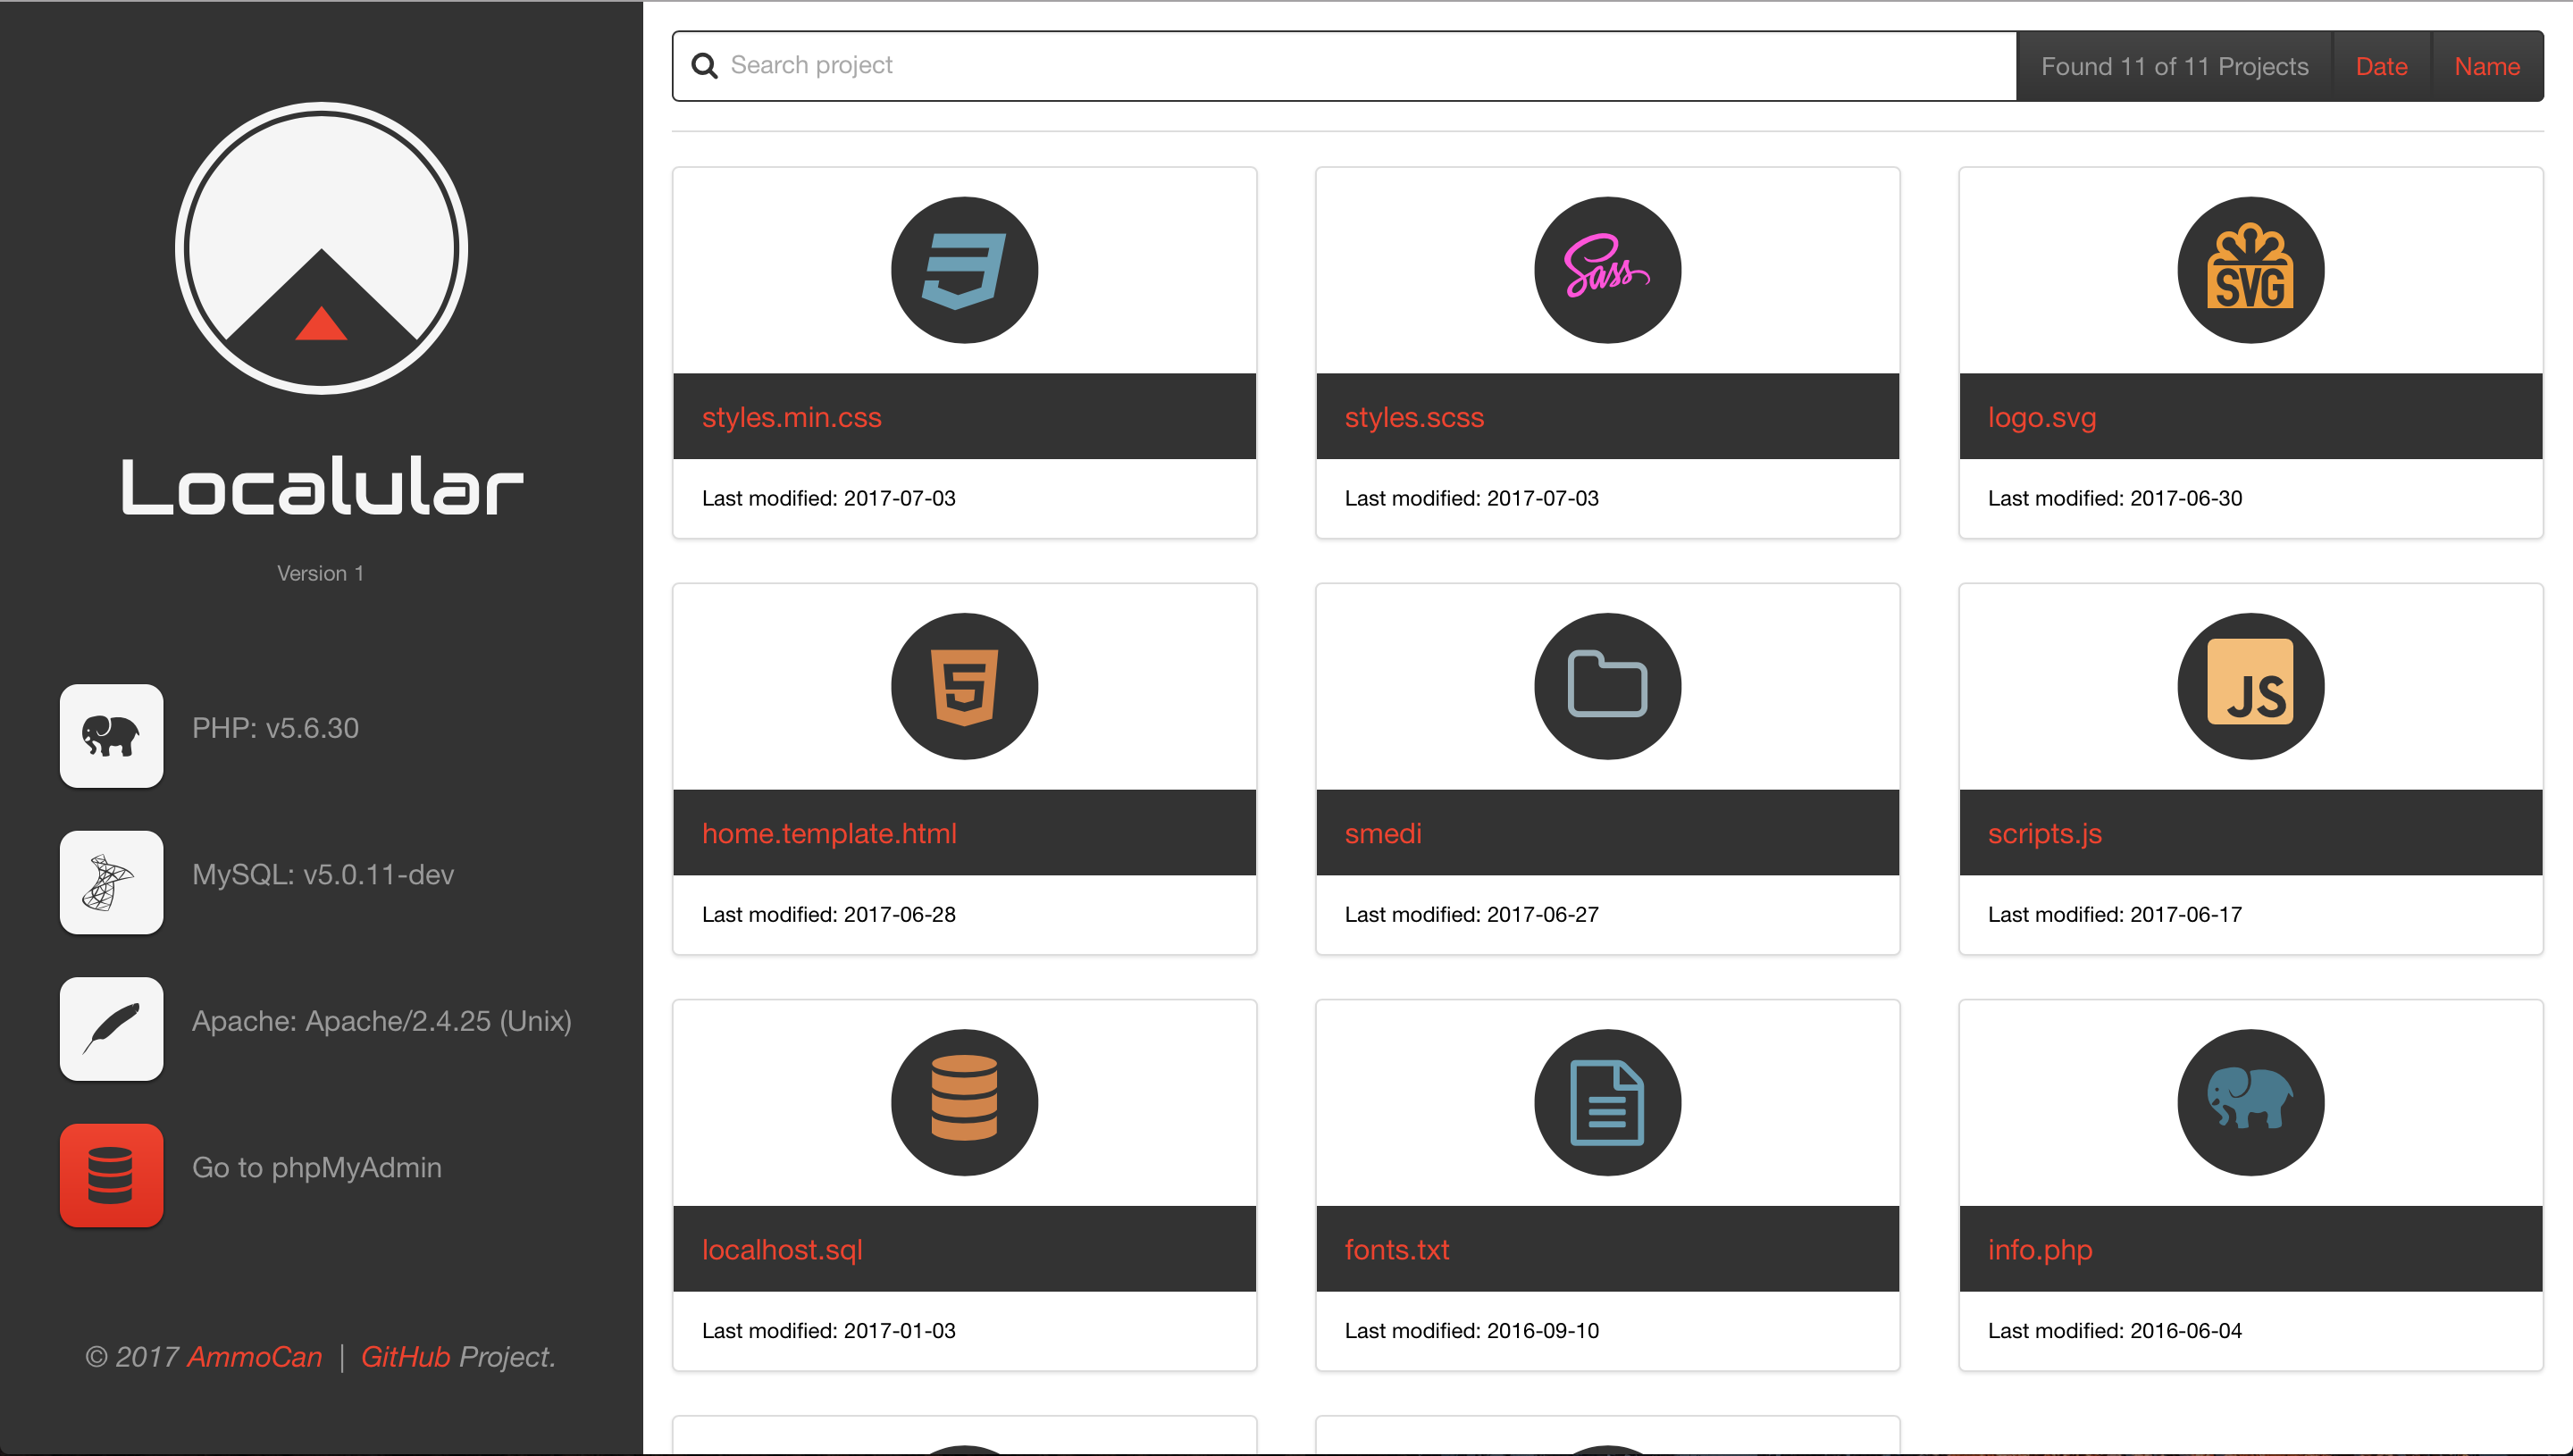 Localular
Version 1
PHP: v5.6.30
MySQL: v5.0.11-dev
Apache: Apache/2.4.25 (Unix)
Go to phpMyAdmin
© 2017 AmmoCan | GitHub Project.
Search project
Found 11 of 11 Projects Date Name
Sass
SVG
styles.min.css
styles.scss
logo.svg
Last modified: 2017-07-03
Last modified: 2017-07-03
Last modified: 2017-06-30
5
JS
home.template.html
smedi
scripts.js
Last modified: 2017-06-28
Last modified: 2017-06-27
Last modified: 2017-06-17
localhost.sql
fonts.txt
info.php
Last modified: 2017-01-03
Last modified: 2016-09-10
Last modified: 2016-06-04